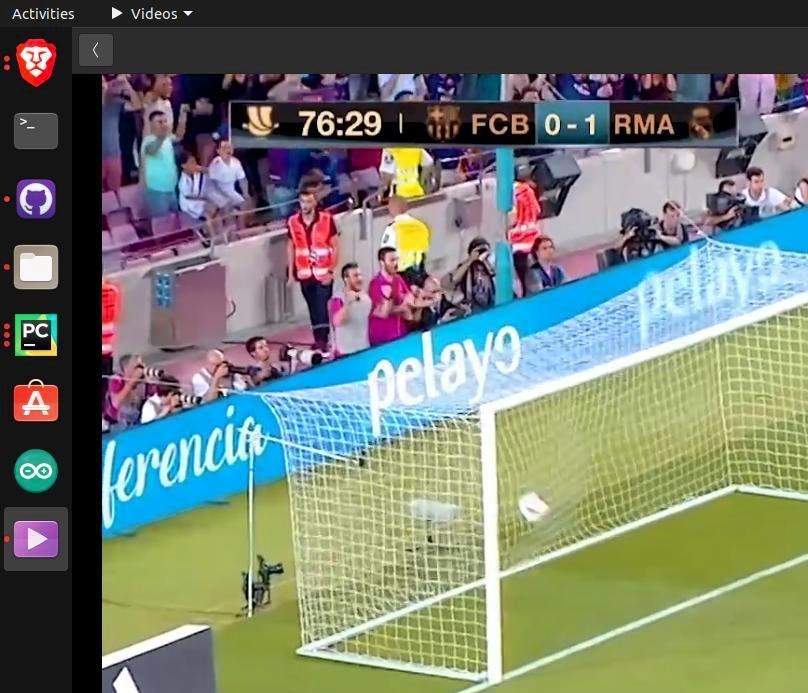 Activities
Videos
76:29 | FCB 0 - 1 RMA
pelayo
pelayo
ferencia
>_
PC